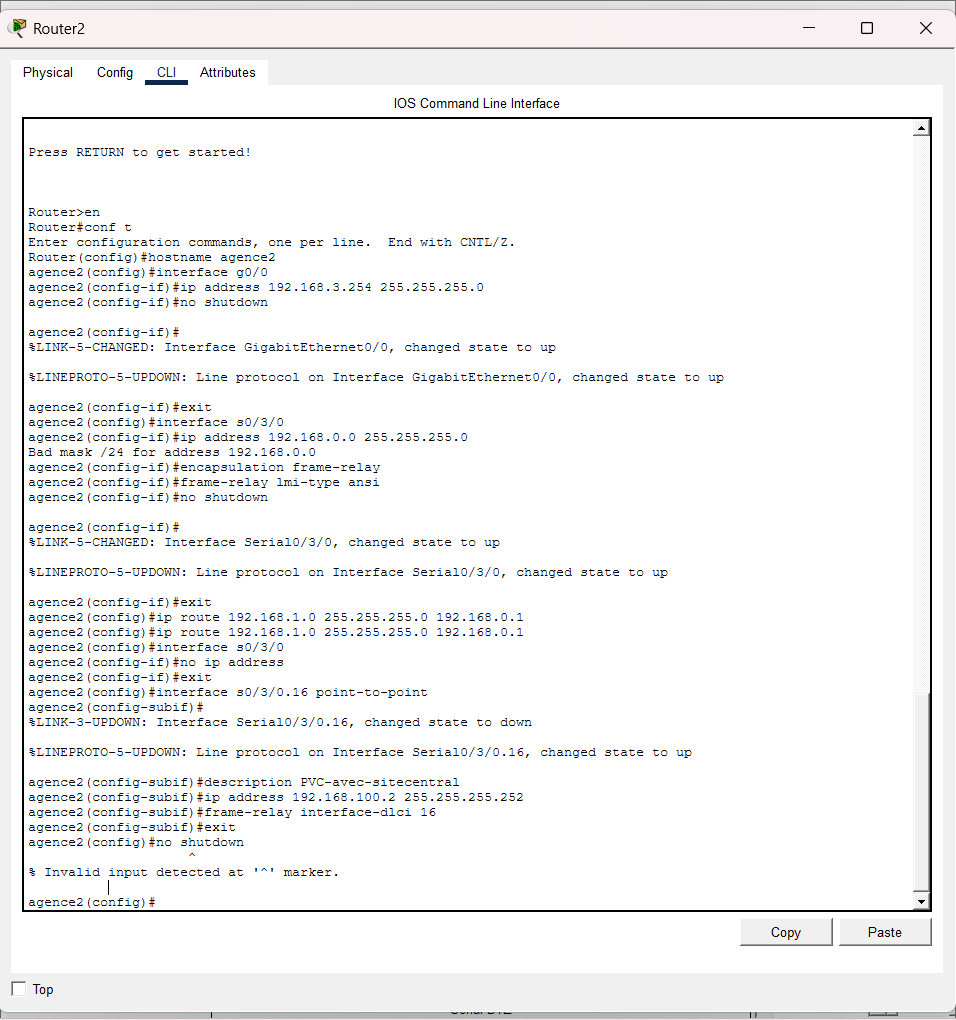 Router2
Physical Config CLI Attributes
IOS Command Line Interface
Press RETURN to get started!
Router>en
Router#conf t
Enter configuration commands, one per line.  End with CNTL/Z.
Router(config)#hostname agence2
agence2(config)#interface g0/0
agence2(config-if)#ip address 192.168.3.254 255.255.255.0
agence2(config-if)#no shutdown
agence2(config-if)#
%LINK-5-CHANGED: Interface GigabitEthernet0/0, changed state to up
%LINEPROTO-5-UPDOWN: Line protocol on Interface GigabitEthernet0/0, changed state to up
agence2(config-if)#exit
agence2(config)#interface s0/3/0
agence2(config-if)#ip address 192.168.0.0 255.255.255.0
Bad mask /24 for address 192.168.0.0
agence2(config-if)#encapsulation frame-relay
agence2(config-if)#frame-relay lmi-type ansi
agence2(config-if)#no shutdown
agence2(config-if)#
%LINK-5-CHANGED: Interface Serial0/3/0, changed state to up
%LINEPROTO-5-UPDOWN: Line protocol on Interface Serial0/3/0, changed state to up
agence2(config-if)#exit
agence2(config)#ip route 192.168.1.0 255.255.255.0 192.168.0.1
agence2(config)#ip route 192.168.1.0 255.255.255.0 192.168.0.1
agence2(config)#interface s0/3/0
agence2(config-if)#no ip address
agence2(config-if)#exit
agence2(config)#interface s0/3/0.16 point-to-point
agence2(config-subif)#
%LINK-3-UPDOWN: Interface Serial0/3/0.16, changed state to down
%LINEPROTO-5-UPDOWN: Line protocol on Interface Serial0/3/0.16, changed state to up
agence2(config-subif)#description PVC-avec-sitecentral
agence2(config-subif)#ip address 192.168.100.2 255.255.255.252
agence2(config-subif)#frame-relay interface-dlci 16
agence2(config-subif)#exit
agence2(config)#no shutdown
^
% Invalid input detected at '^' marker.
agence2(config)#
Copy Paste
Top